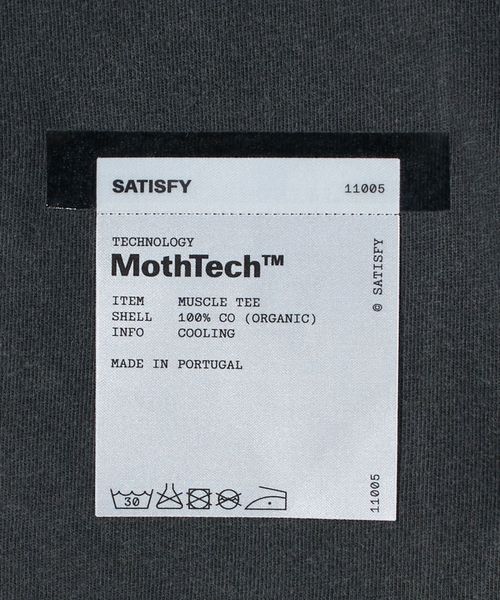 SATISFY 11005
TECHNOLOGY
MothTech™
ITEM MUSCLE TEE
SHELL 100% CO (ORGANIC)
INFO COOLING
MADE IN PORTUGAL
© SATISFY
11005
30